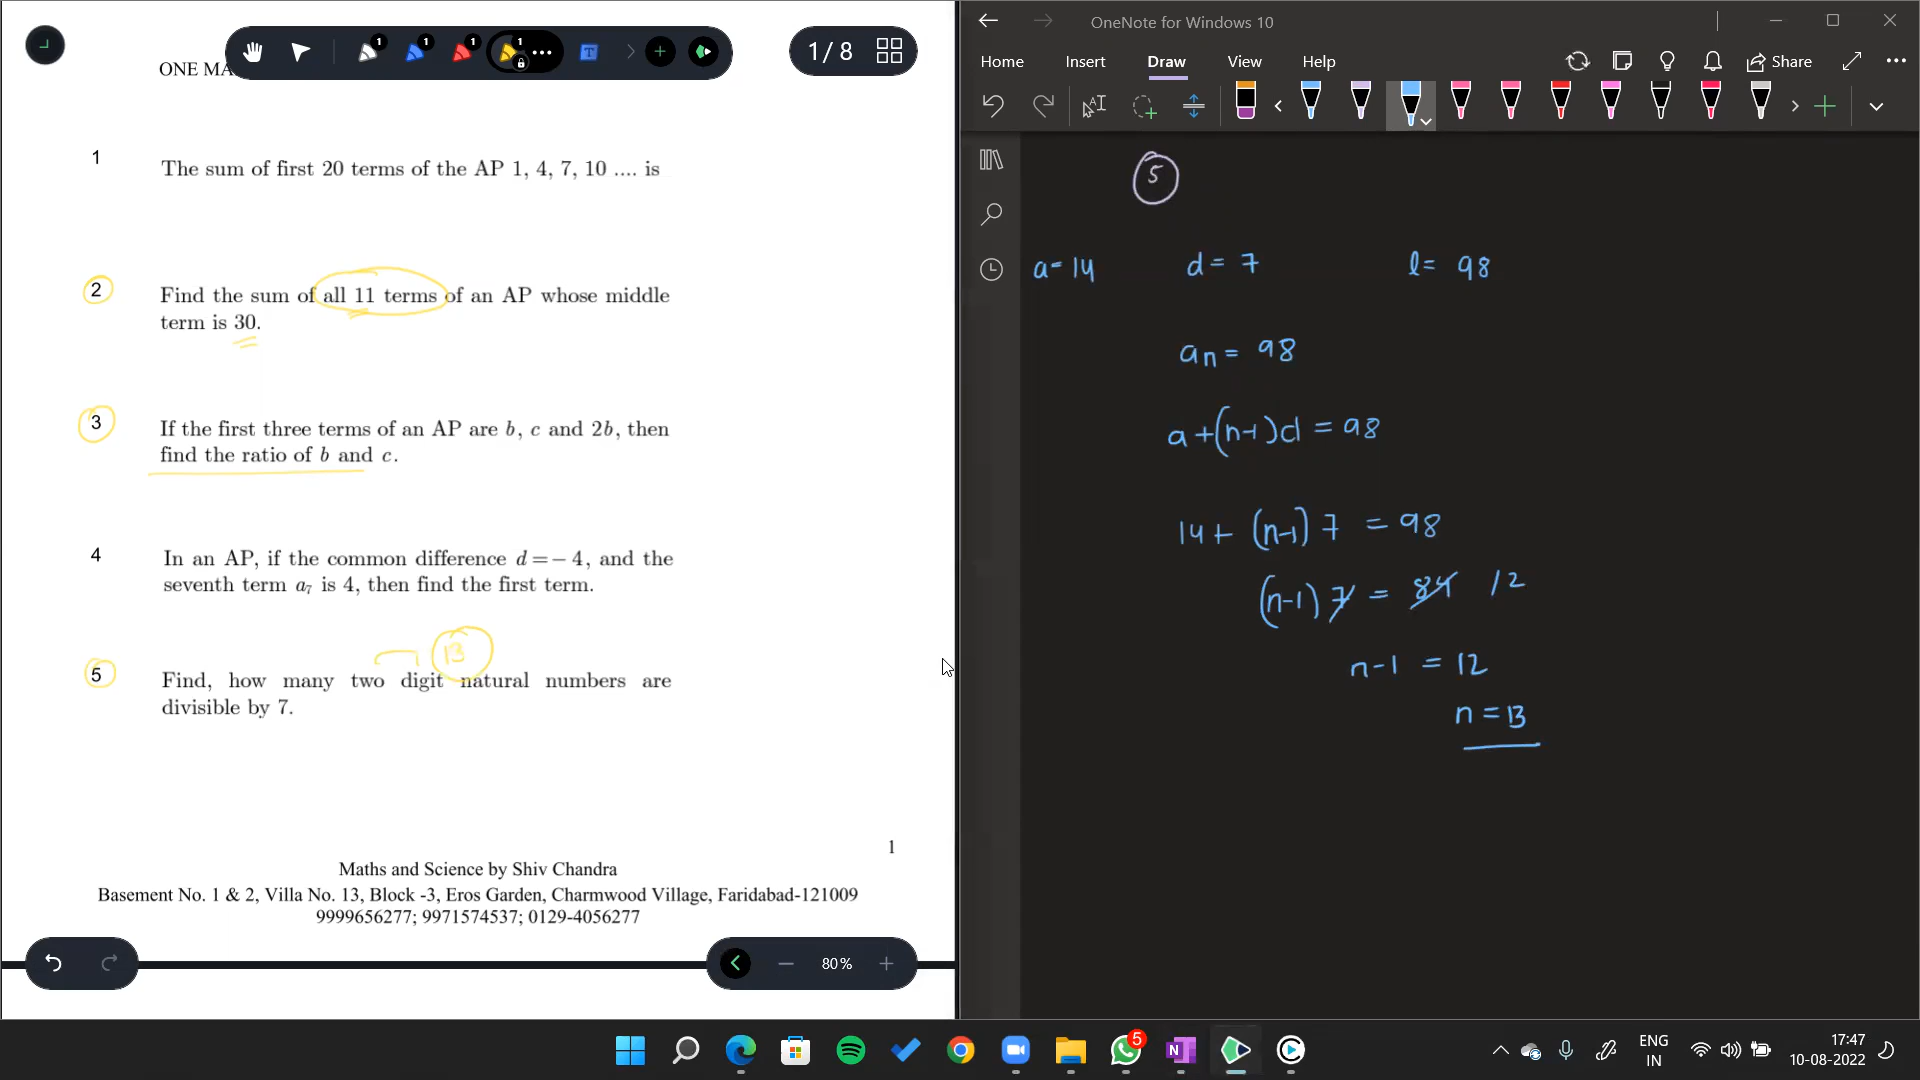 ONE MA
1 1 1 1
T
1/8
1 The sum of first 20 terms of the AP 1, 4, 7, 10 .... is
2 Find the sum of all 11 terms of an AP whose middle
term is 30.
3 If the first three terms of an AP are b, c and 2b, then
find the ratio of b and c.
4 In an AP, if the common difference d = − 4, and the
seventh term a₇ is 4, then find the first term.
13
5 Find, how many two digit natural numbers are
divisible by 7.
1
Maths and Science by Shiv Chandra
Basement No. 1 & 2, Villa No. 13, Block -3, Eros Garden, Charmwood Village, Faridabad-121009
9999656277; 9971574537; 0129-4056277
80%
OneNote for Windows 10
Home Insert Draw View Help Share
5
a=14 d=7 l=98
an=98
a+(n-1)d=98
14+(n-1)7=98
(n-1)7=84 12
n-1=12
n=13
5
N
ENG
IN
17:47
10-08-2022